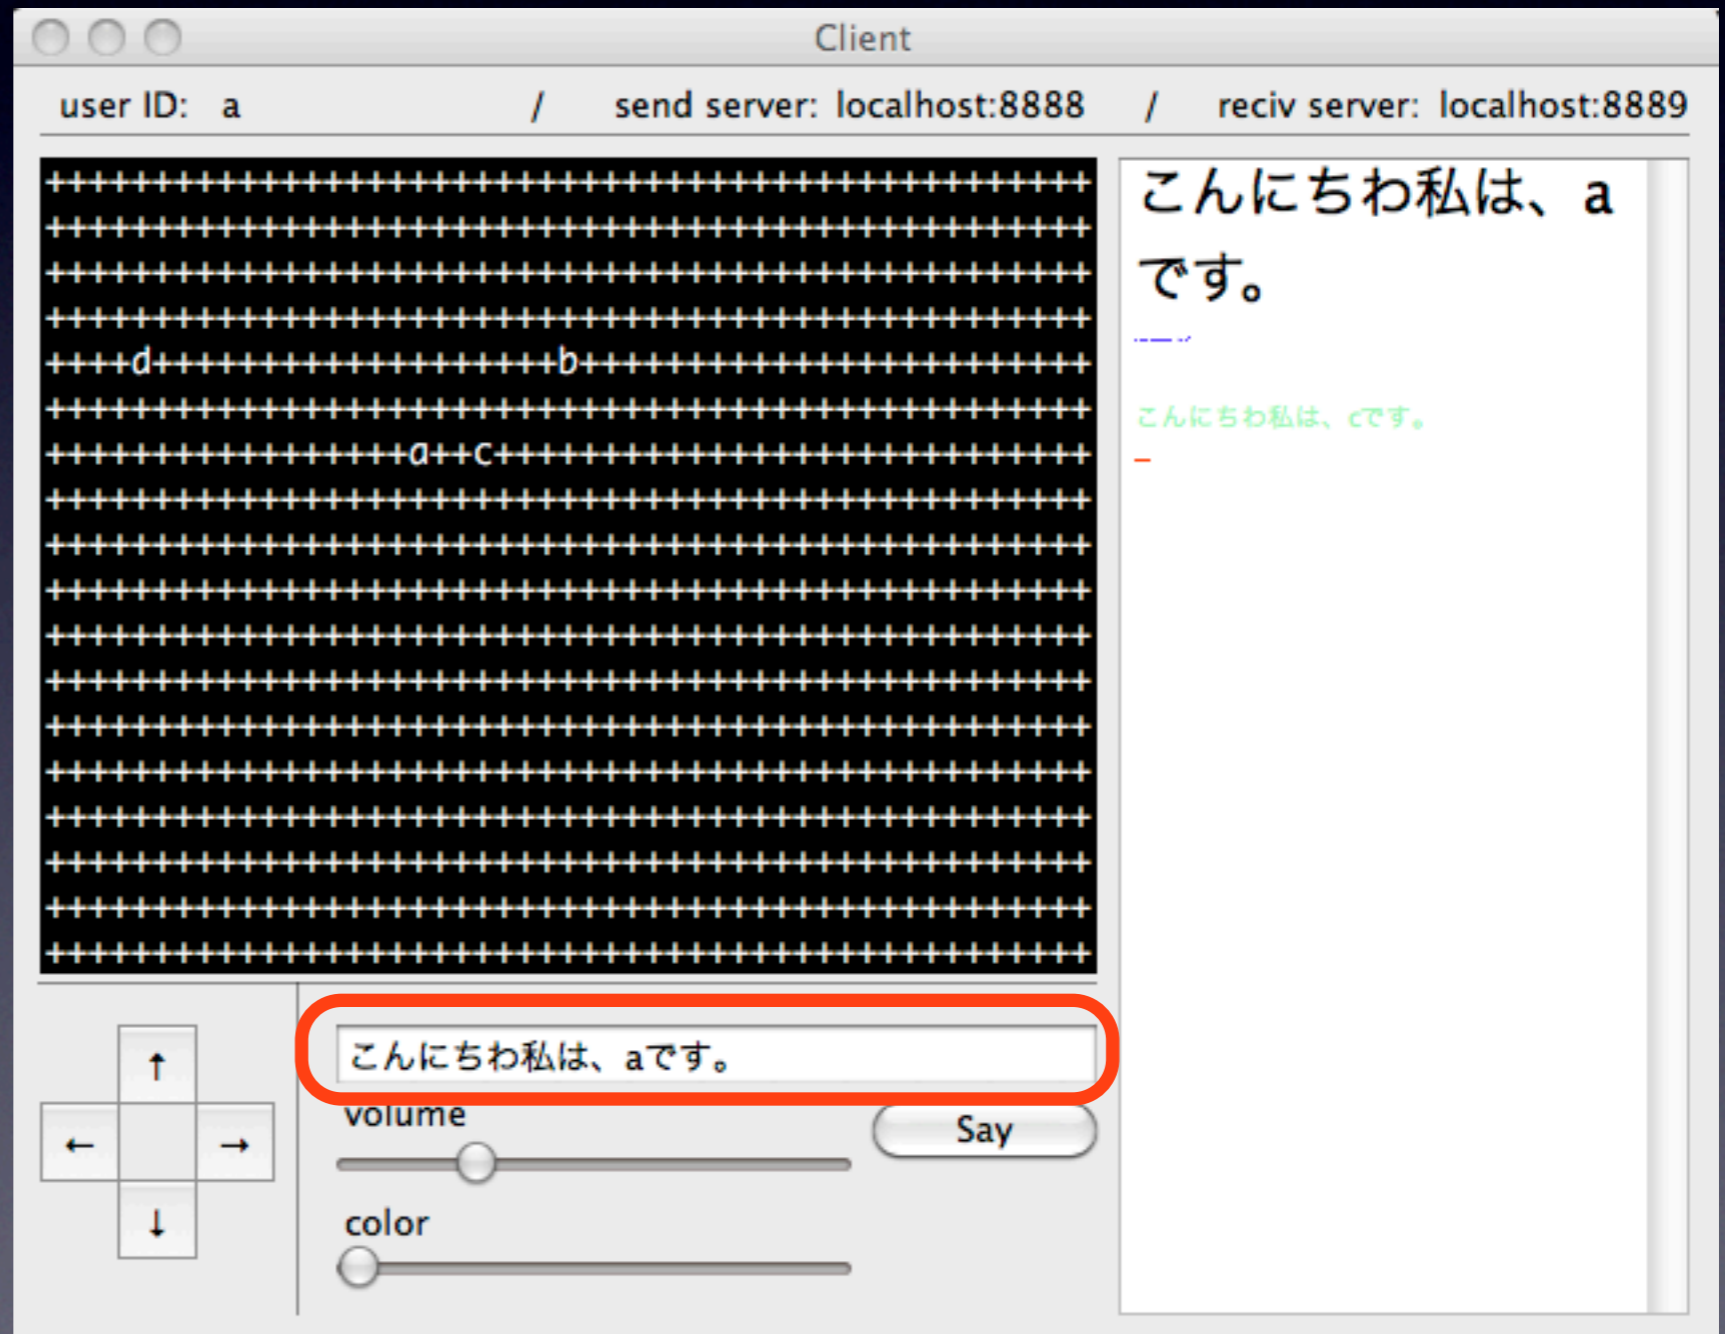 Client
user ID: a / send server: localhost:8888 / reciv server: localhost:8889
+++++++++++++++++++++++++++++++++++++++++++++++++
+++++++++++++++++++++++++++++++++++++++++++++++++
+++++++++++++++++++++++++++++++++++++++++++++++++
+++++++++++++++++++++++++++++++++++++++++++++++++
++++d+++++++++++++++++++b++++++++++++++++++++++++
+++++++++++++++++++++++++++++++++++++++++++++++++
+++++++++++++++++a++c++++++++++++++++++++++++++++
+++++++++++++++++++++++++++++++++++++++++++++++++
+++++++++++++++++++++++++++++++++++++++++++++++++
+++++++++++++++++++++++++++++++++++++++++++++++++
+++++++++++++++++++++++++++++++++++++++++++++++++
+++++++++++++++++++++++++++++++++++++++++++++++++
+++++++++++++++++++++++++++++++++++++++++++++++++
+++++++++++++++++++++++++++++++++++++++++++++++++
+++++++++++++++++++++++++++++++++++++++++++++++++
+++++++++++++++++++++++++++++++++++++++++++++++++
+++++++++++++++++++++++++++++++++++++++++++++++++
+++++++++++++++++++++++++++++++++++++++++++++++++
こんにちわ私は、a
です。
こんにちわ私は、cです。
↑
←
→
↓
こんにちわ私は、aです。
volume
Say
color